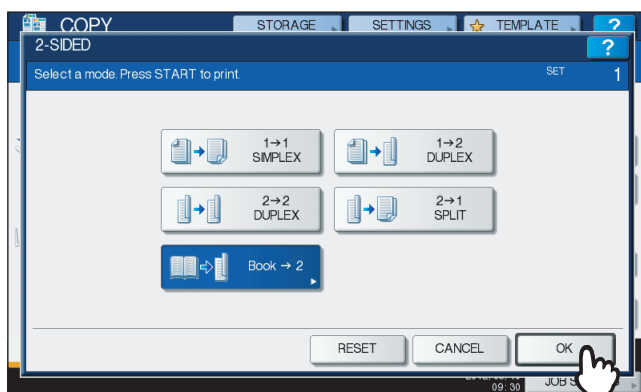 COPY STORAGE SETTINGS TEMPLATE ?
2-SIDED ?
Select a mode. Press START to print. SET 1
1→1
SIMPLEX
1→2
DUPLEX
2→2
DUPLEX
2→1
SPLIT
Book → 2
RESET CANCEL OK
09:30 JOB